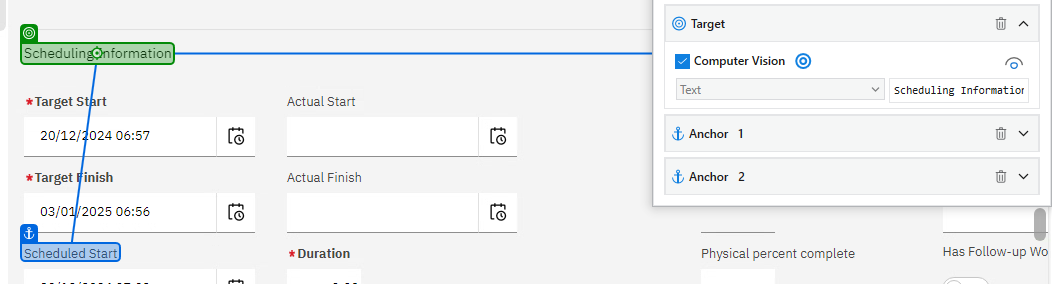 Target
Computer Vision
Text
Scheduling Information
Anchor 1
Anchor 2
Scheduling Information
*Target Start
Actual Start
20/12/2024 06:57
*Target Finish
Actual Finish
03/01/2025 06:56
Scheduled Start
*Duration
Physical percent complete
Has Follow-up Wo